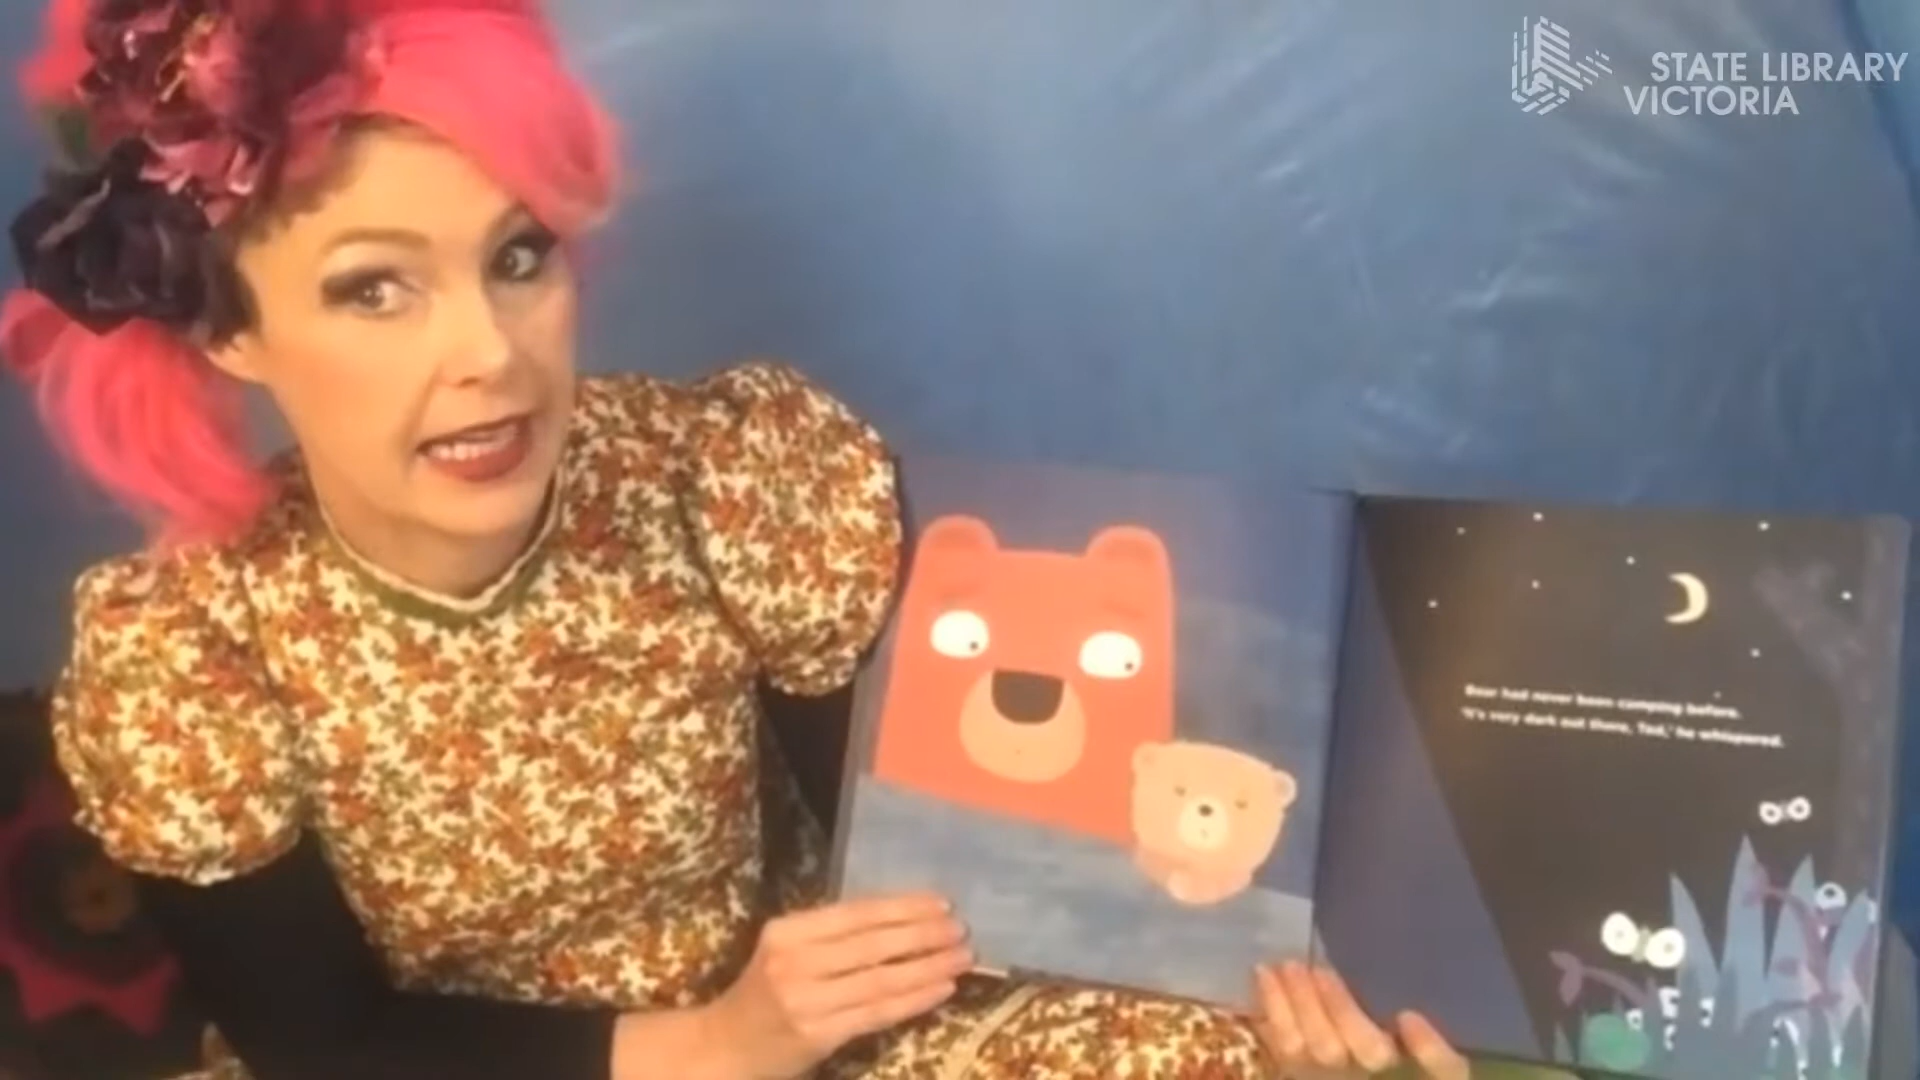 STATE LIBRARY
VICTORIA
Bear had never been camping before.
'It's very dark out there, Ted,' he whispered.